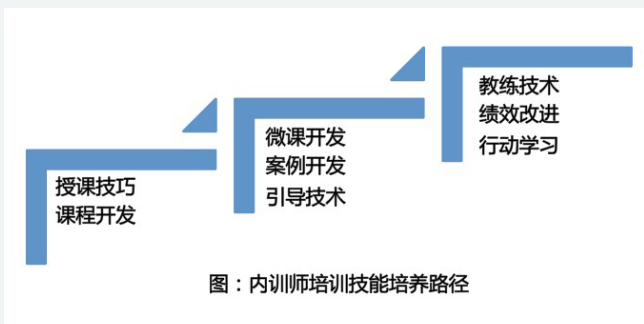 授课技巧
课程开发
微课开发
案例开发
引导技术
教练技术
绩效改进
行动学习
图：内训师培训技能培养路径